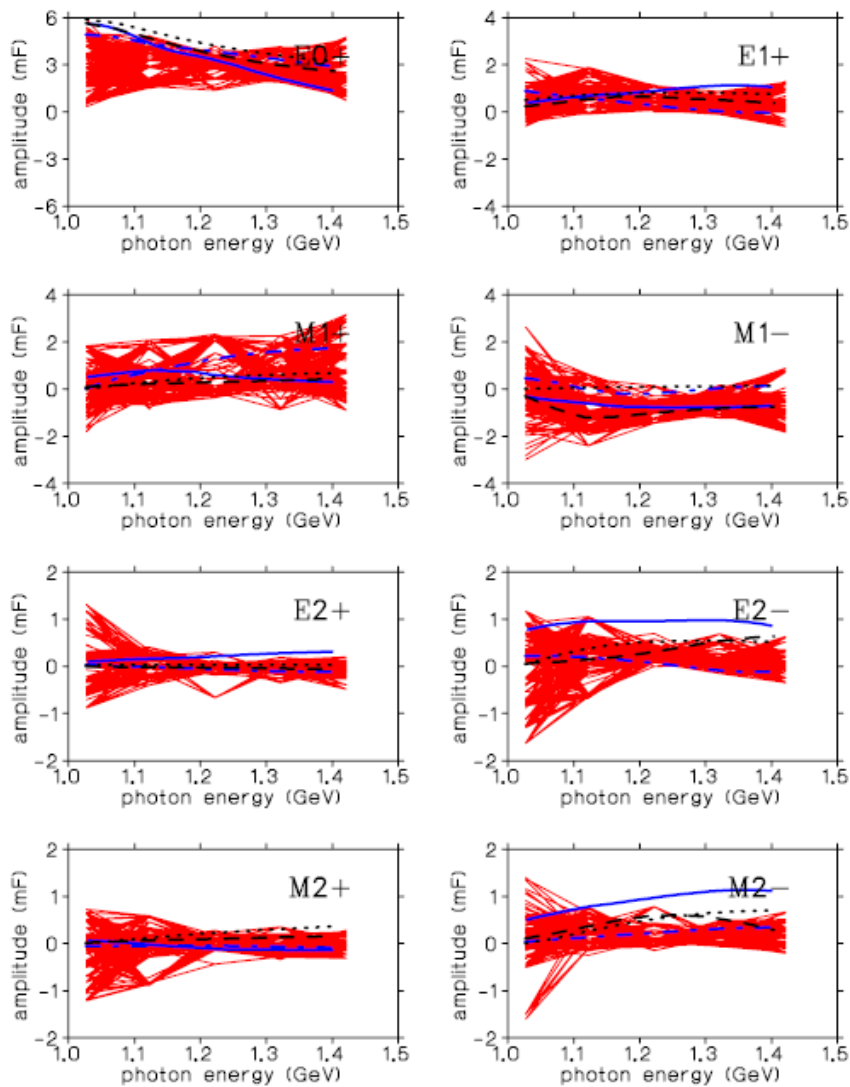 E0+
amplitude (mF)
6
3
0
-3
-6
1.0 1.1 1.2 1.3 1.4 1.5
photon energy (GeV)
E1+
amplitude (mF)
4
2
0
-2
-4
1.0 1.1 1.2 1.3 1.4 1.5
photon energy (GeV)
M1+
amplitude (mF)
4
2
0
-2
-4
1.0 1.1 1.2 1.3 1.4 1.5
photon energy (GeV)
M1-
amplitude (mF)
4
2
0
-2
-4
1.0 1.1 1.2 1.3 1.4 1.5
photon energy (GeV)
E2+
amplitude (mF)
2
1
0
-1
-2
1.0 1.1 1.2 1.3 1.4 1.5
photon energy (GeV)
E2-
amplitude (mF)
2
1
0
-1
-2
1.0 1.1 1.2 1.3 1.4 1.5
photon energy (GeV)
M2+
amplitude (mF)
2
1
0
-1
-2
1.0 1.1 1.2 1.3 1.4 1.5
photon energy (GeV)
M2-
amplitude (mF)
2
1
0
-1
-2
1.0 1.1 1.2 1.3 1.4 1.5
photon energy (GeV)